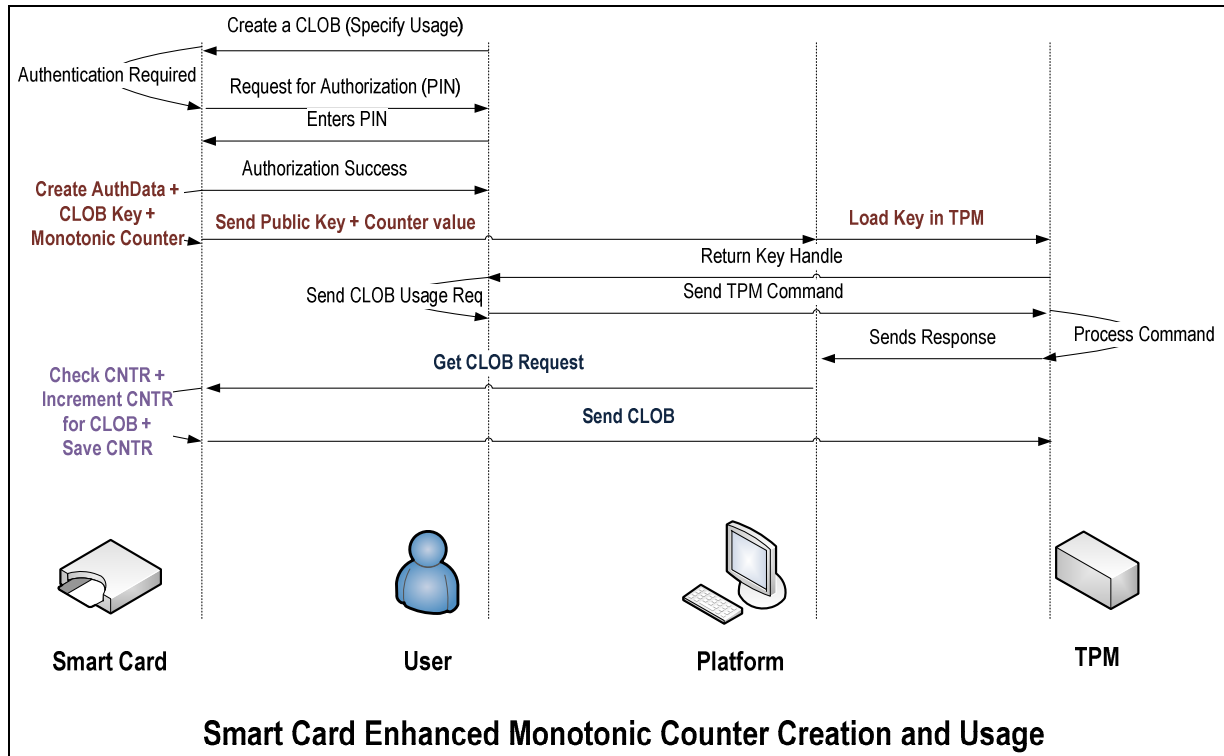 Create a CLOB (Specify Usage)
Authentication Required
Request for Authorization (PIN)
Enters PIN
Authorization Success
Create AuthData +
CLOB Key +
Monotonic Counter
Send Public Key + Counter value
Load Key in TPM
Return Key Handle
Send CLOB Usage Req
Send TPM Command
Process Command
Sends Response
Get CLOB Request
Check CNTR +
Increment CNTR
for CLOB +
Save CNTR
Send CLOB
Smart Card
User
Platform
TPM
Smart Card Enhanced Monotonic Counter Creation and Usage